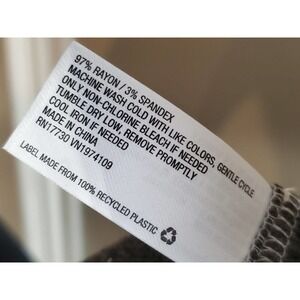 97% RAYON / 3% SPANDEX
MACHINE WASH COLD WITH LIKE COLORS, GENTLE CYCLE
ONLY NON-CHLORINE BLEACH IF NEEDED
TUMBLE DRY LOW, REMOVE PROMPTLY
COOL IRON IF NEEDED
MADE IN CHINA
RN17730 VN1974109
LABEL MADE FROM 100% RECYCLED PLASTIC